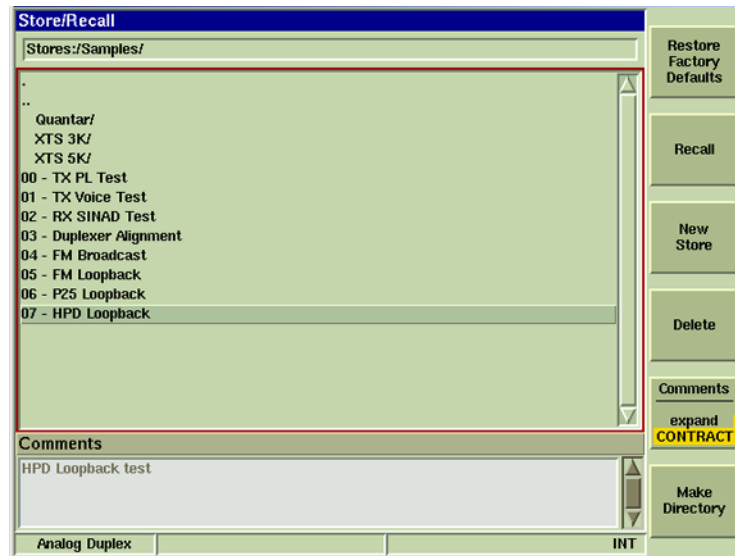 Store/Recall
Stores:/Samples/
.
..
Quantar/
XTS 3K/
XTS 5K/
00 - TX PL Test
01 - TX Voice Test
02 - RX SINAD Test
03 - Duplexer Alignment
04 - FM Broadcast
05 - FM Loopback
06 - P25 Loopback
07 - HPD Loopback
Comments
HPD Loopback test
Analog Duplex
INT
Restore
Factory
Defaults
Recall
New
Store
Delete
Comments
expand
CONTRACT
Make
Directory